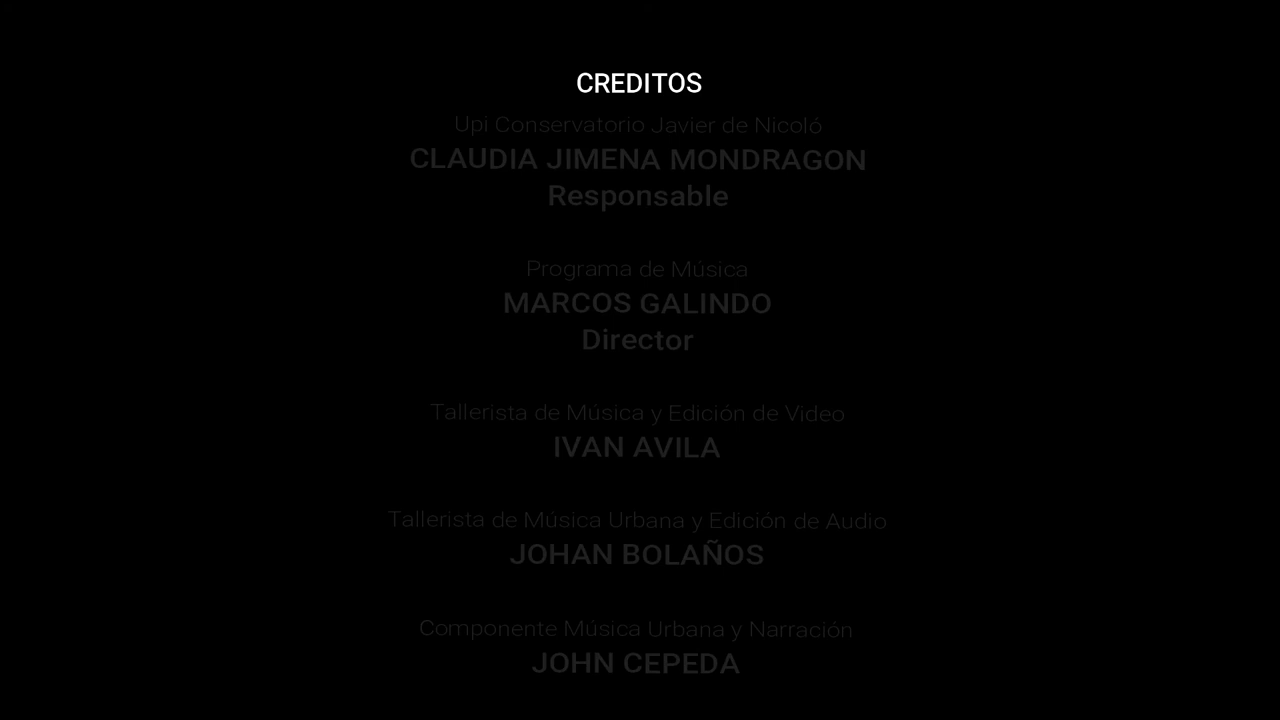 CREDITOS
Upi Conservatorio Javier de Nicoló
CLAUDIA JIMENA MONDRAGON
Responsable
Programa de Música
MARCOS GALINDO
Director
Tallerista de Música y Edición de Video
IVAN AVILA
Tallerista de Música Urbana y Edición de Audio
JOHAN BOLAÑOS
Componente Música Urbana y Narración
JOHN CEPEDA